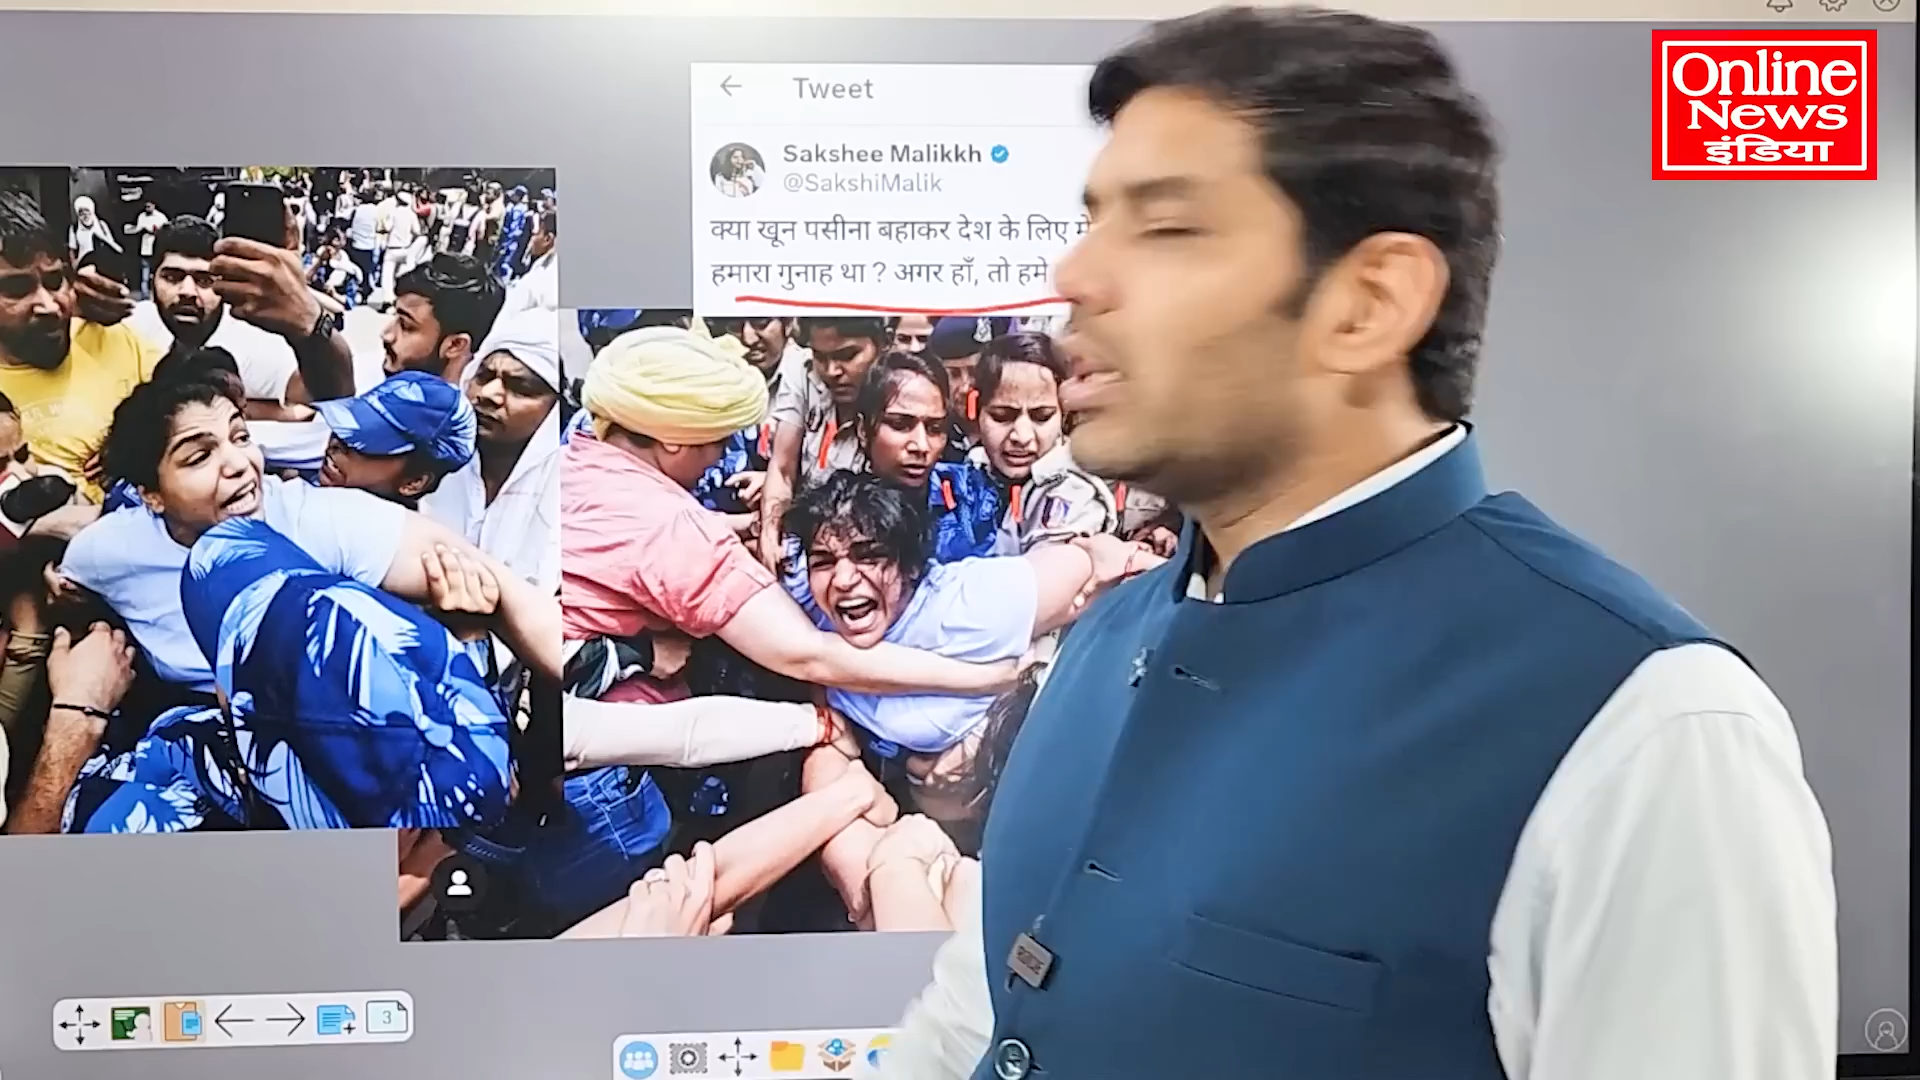 Online
News
इंडिया
Tweet
Sakshee Malikkh
@SakshiMalik
क्या खून पसीना बहाकर देश के लिए
हमारा गुनाह था ? अगर हाँ, तो हमे
3